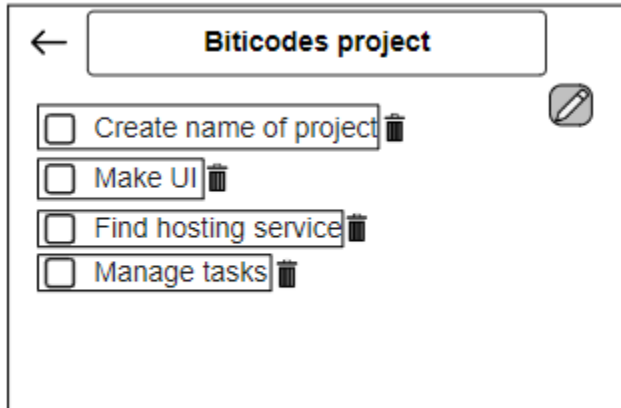 Biticodes project
Create name of project
Make UI
Find hosting service
Manage tasks